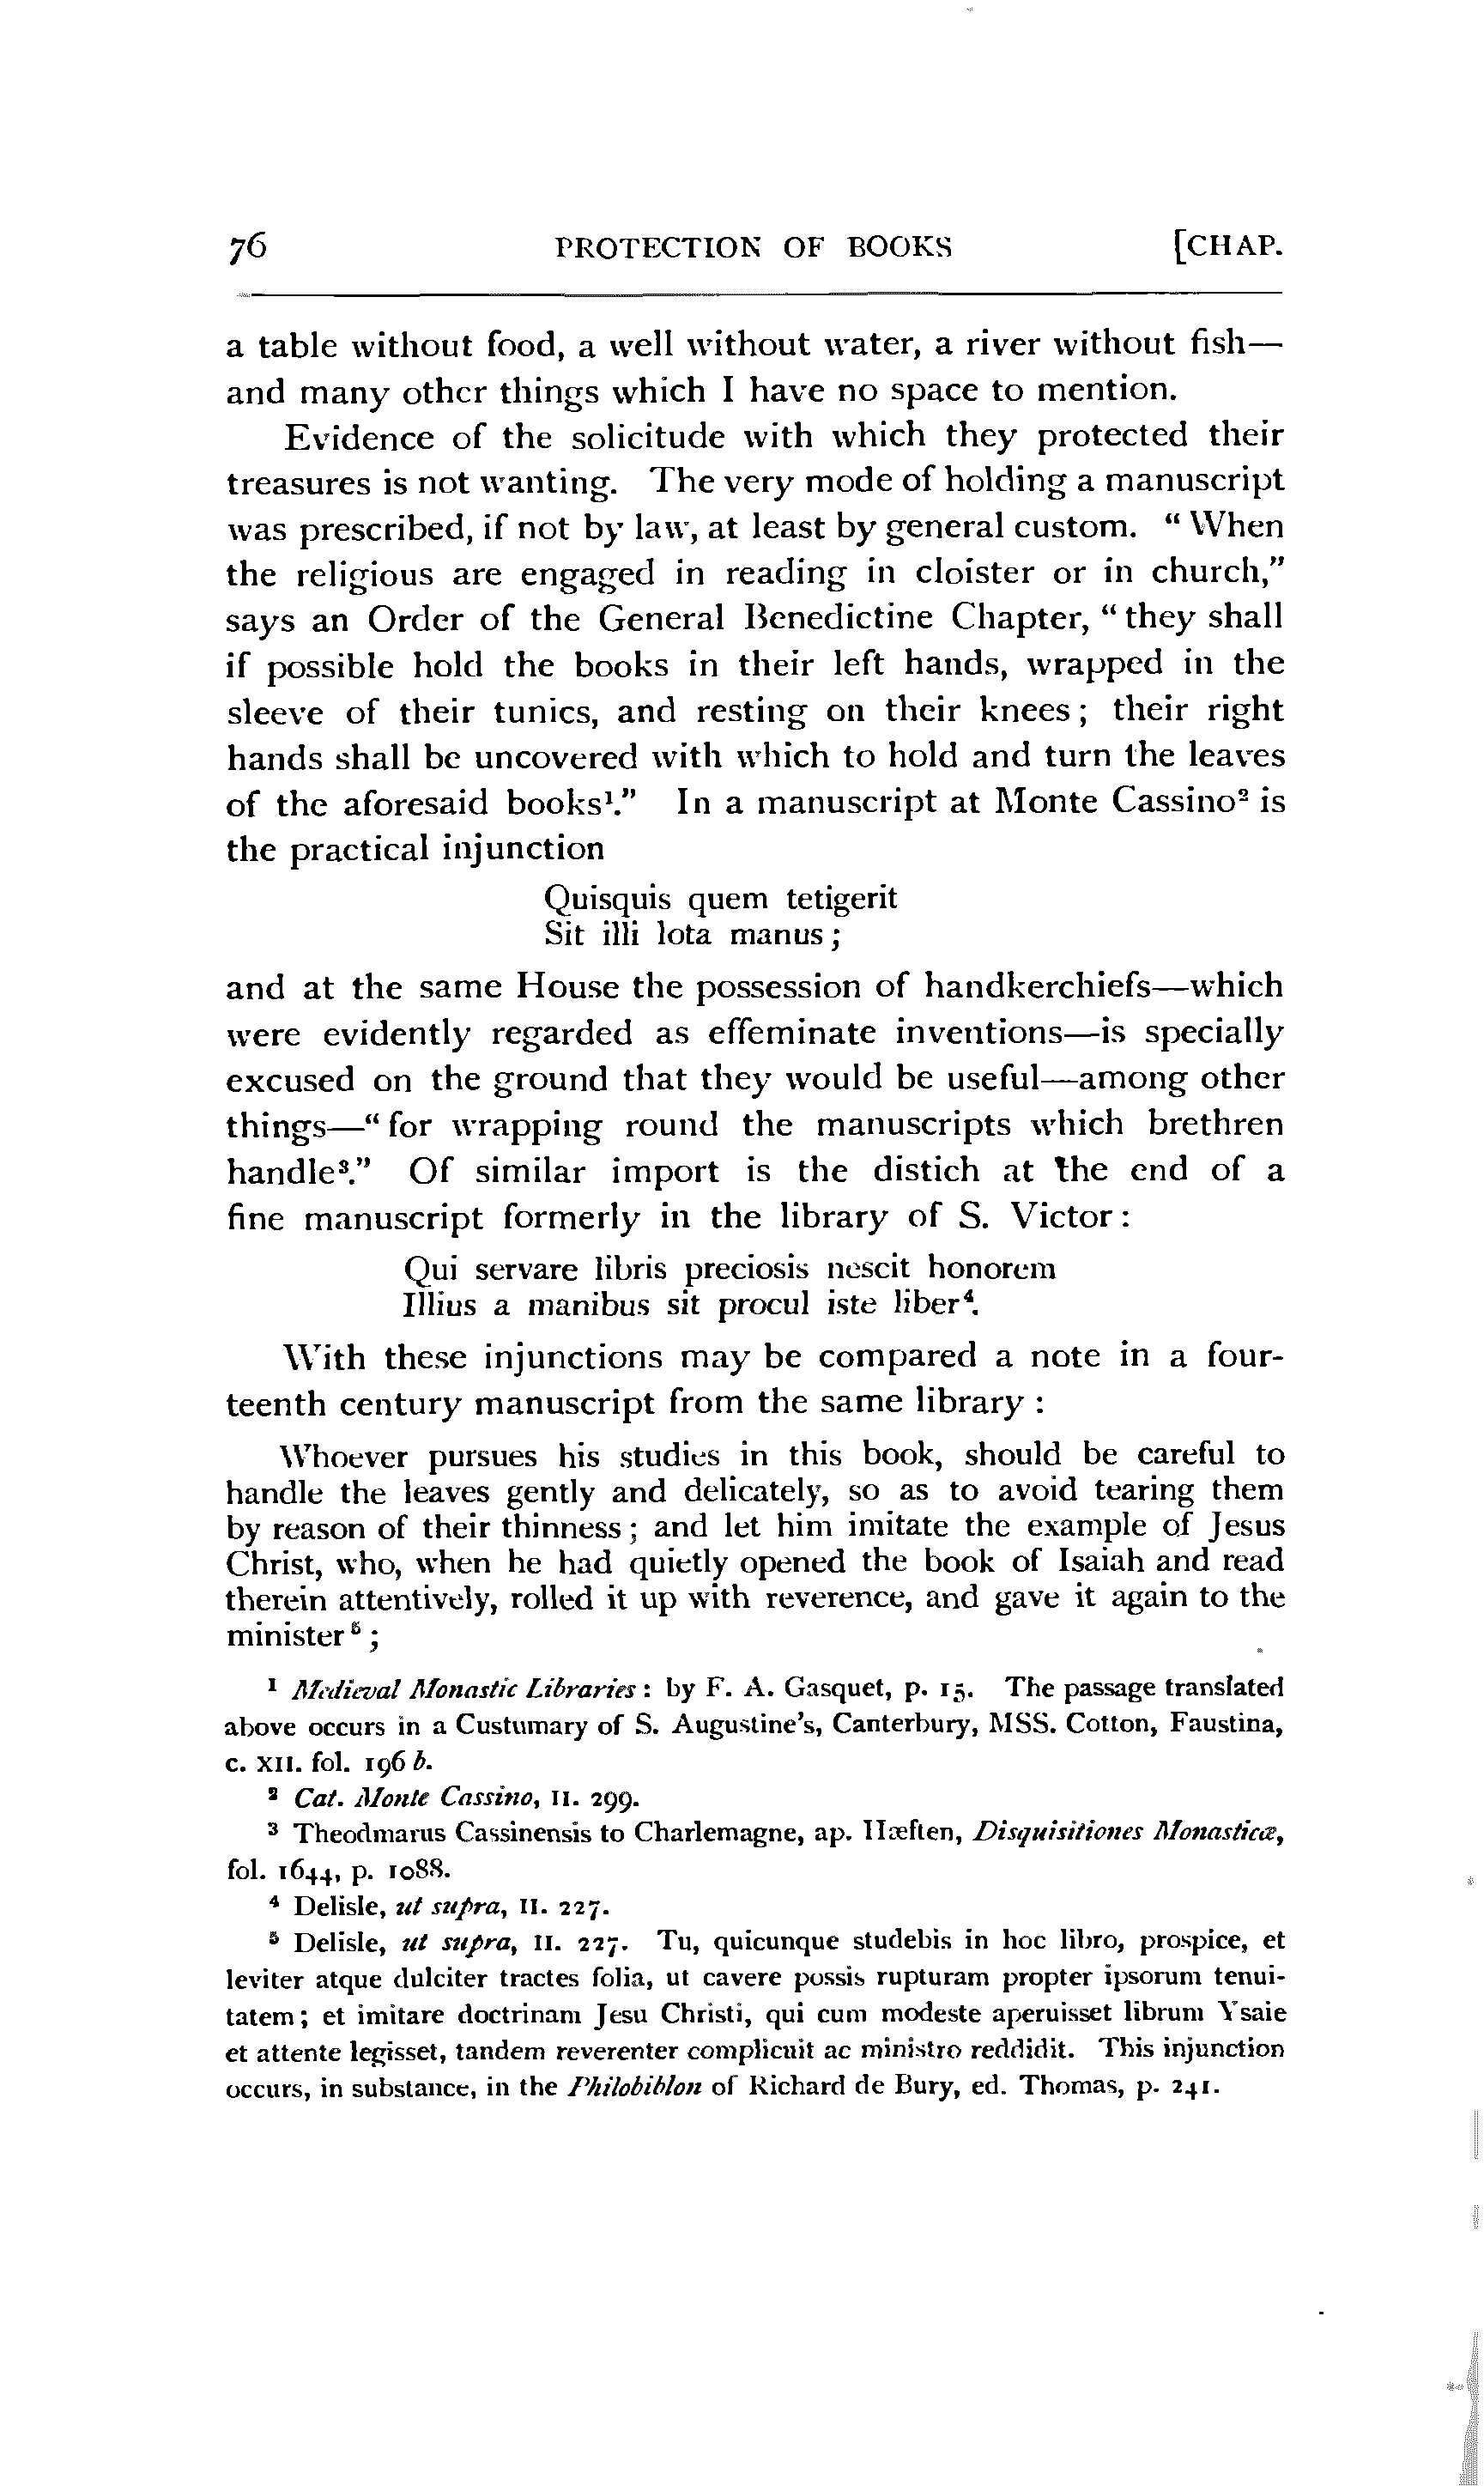 76 PROTECTION OF BOOKS [CHAP.
a table without food, a well without water, a river without fish—
and many other things which I have no space to mention.
Evidence of the solicitude with which they protected their
treasures is not wanting. The very mode of holding a manuscript
was prescribed, if not by law, at least by general custom. “ When
the religious are engaged in reading in cloister or in church,”
says an Order of the General Benedictine Chapter, “ they shall
if possible hold the books in their left hands, wrapped in the
sleeve of their tunics, and resting on their knees ; their right
hands shall be uncovered with which to hold and turn the leaves
of the aforesaid books¹.” In a manuscript at Monte Cassino² is
the practical injunction
Quisquis quem tetigerit
Sit illi lota manus ;
and at the same House the possession of handkerchiefs—which
were evidently regarded as effeminate inventions—is specially
excused on the ground that they would be useful—among other
things—“ for wrapping round the manuscripts which brethren
handle³.” Of similar import is the distich at the end of a
fine manuscript formerly in the library of S. Victor :
Qui servare libris preciosis nescit honorem
Illius a manibus sit procul iste liber⁴.
With these injunctions may be compared a note in a four-
teenth century manuscript from the same library :
Whoever pursues his studies in this book, should be careful to
handle the leaves gently and delicately, so as to avoid tearing them
by reason of their thinness ; and let him imitate the example of Jesus
Christ, who, when he had quietly opened the book of Isaiah and read
therein attentively, rolled it up with reverence, and gave it again to the
minister⁵ ;
¹ Medieval Monastic Libraries : by F. A. Gasquet, p. 15. The passage translated
above occurs in a Custumary of S. Augustine's, Canterbury, MSS. Cotton, Faustina,
C. XII. fol. 196 b.
² Cat. Monte Cassino, II. 299.
³ Theodmarus Cassinensis to Charlemagne, ap. Hæften, Disquisitiones Monasticæ,
fol. 1644, p. 1088.
⁴ Delisle, ut supra, II. 227.
⁵ Delisle, ut supra, II. 227. Tu, quicunque studebis in hoc libro, prospice, et
leviter atque dulciter tractes folia, ut cavere possis rupturam propter ipsorum tenui-
tatem ; et imitare doctrinam Jesu Christi, qui cum modeste aperuisset librum Ysaie
et attente legisset, tandem reverenter complicuit ac ministro reddidit. This injunction
occurs, in substance, in the Philobiblon of Richard de Bury, ed. Thomas, p. 241.